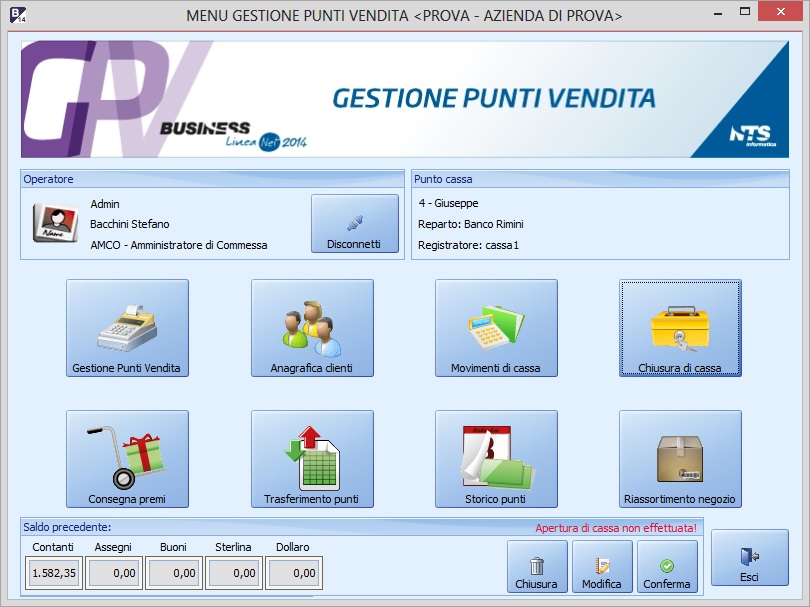 B
14
MENU GESTIONE PUNTI VENDITA <PROVA - AZIENDA DI PROVA>
GPV
BUSINESS
Linea Net 2014
GESTIONE PUNTI VENDITA
NTS
Informatica
Operatore
Name
Admin
Bacchini Stefano
AMCO - Amministratore di Commessa
Disconnetti
Punto cassa
4 - Giuseppe
Reparto: Banco Rimini
Registratore: cassa1
Gestione Punti Vendita
Anagrafica clienti
Movimenti di cassa
Chiusura di cassa
Consegna premi
Trasferimento punti
Storico punti
Riassortimento negozio
Saldo precedente:
Apertura di cassa non effettuata!
Contanti Assegni Buoni Sterlina Dollaro
1.582,35 0,00 0,00 0,00 0,00
Chiusura
Modifica
Conferma
Esci